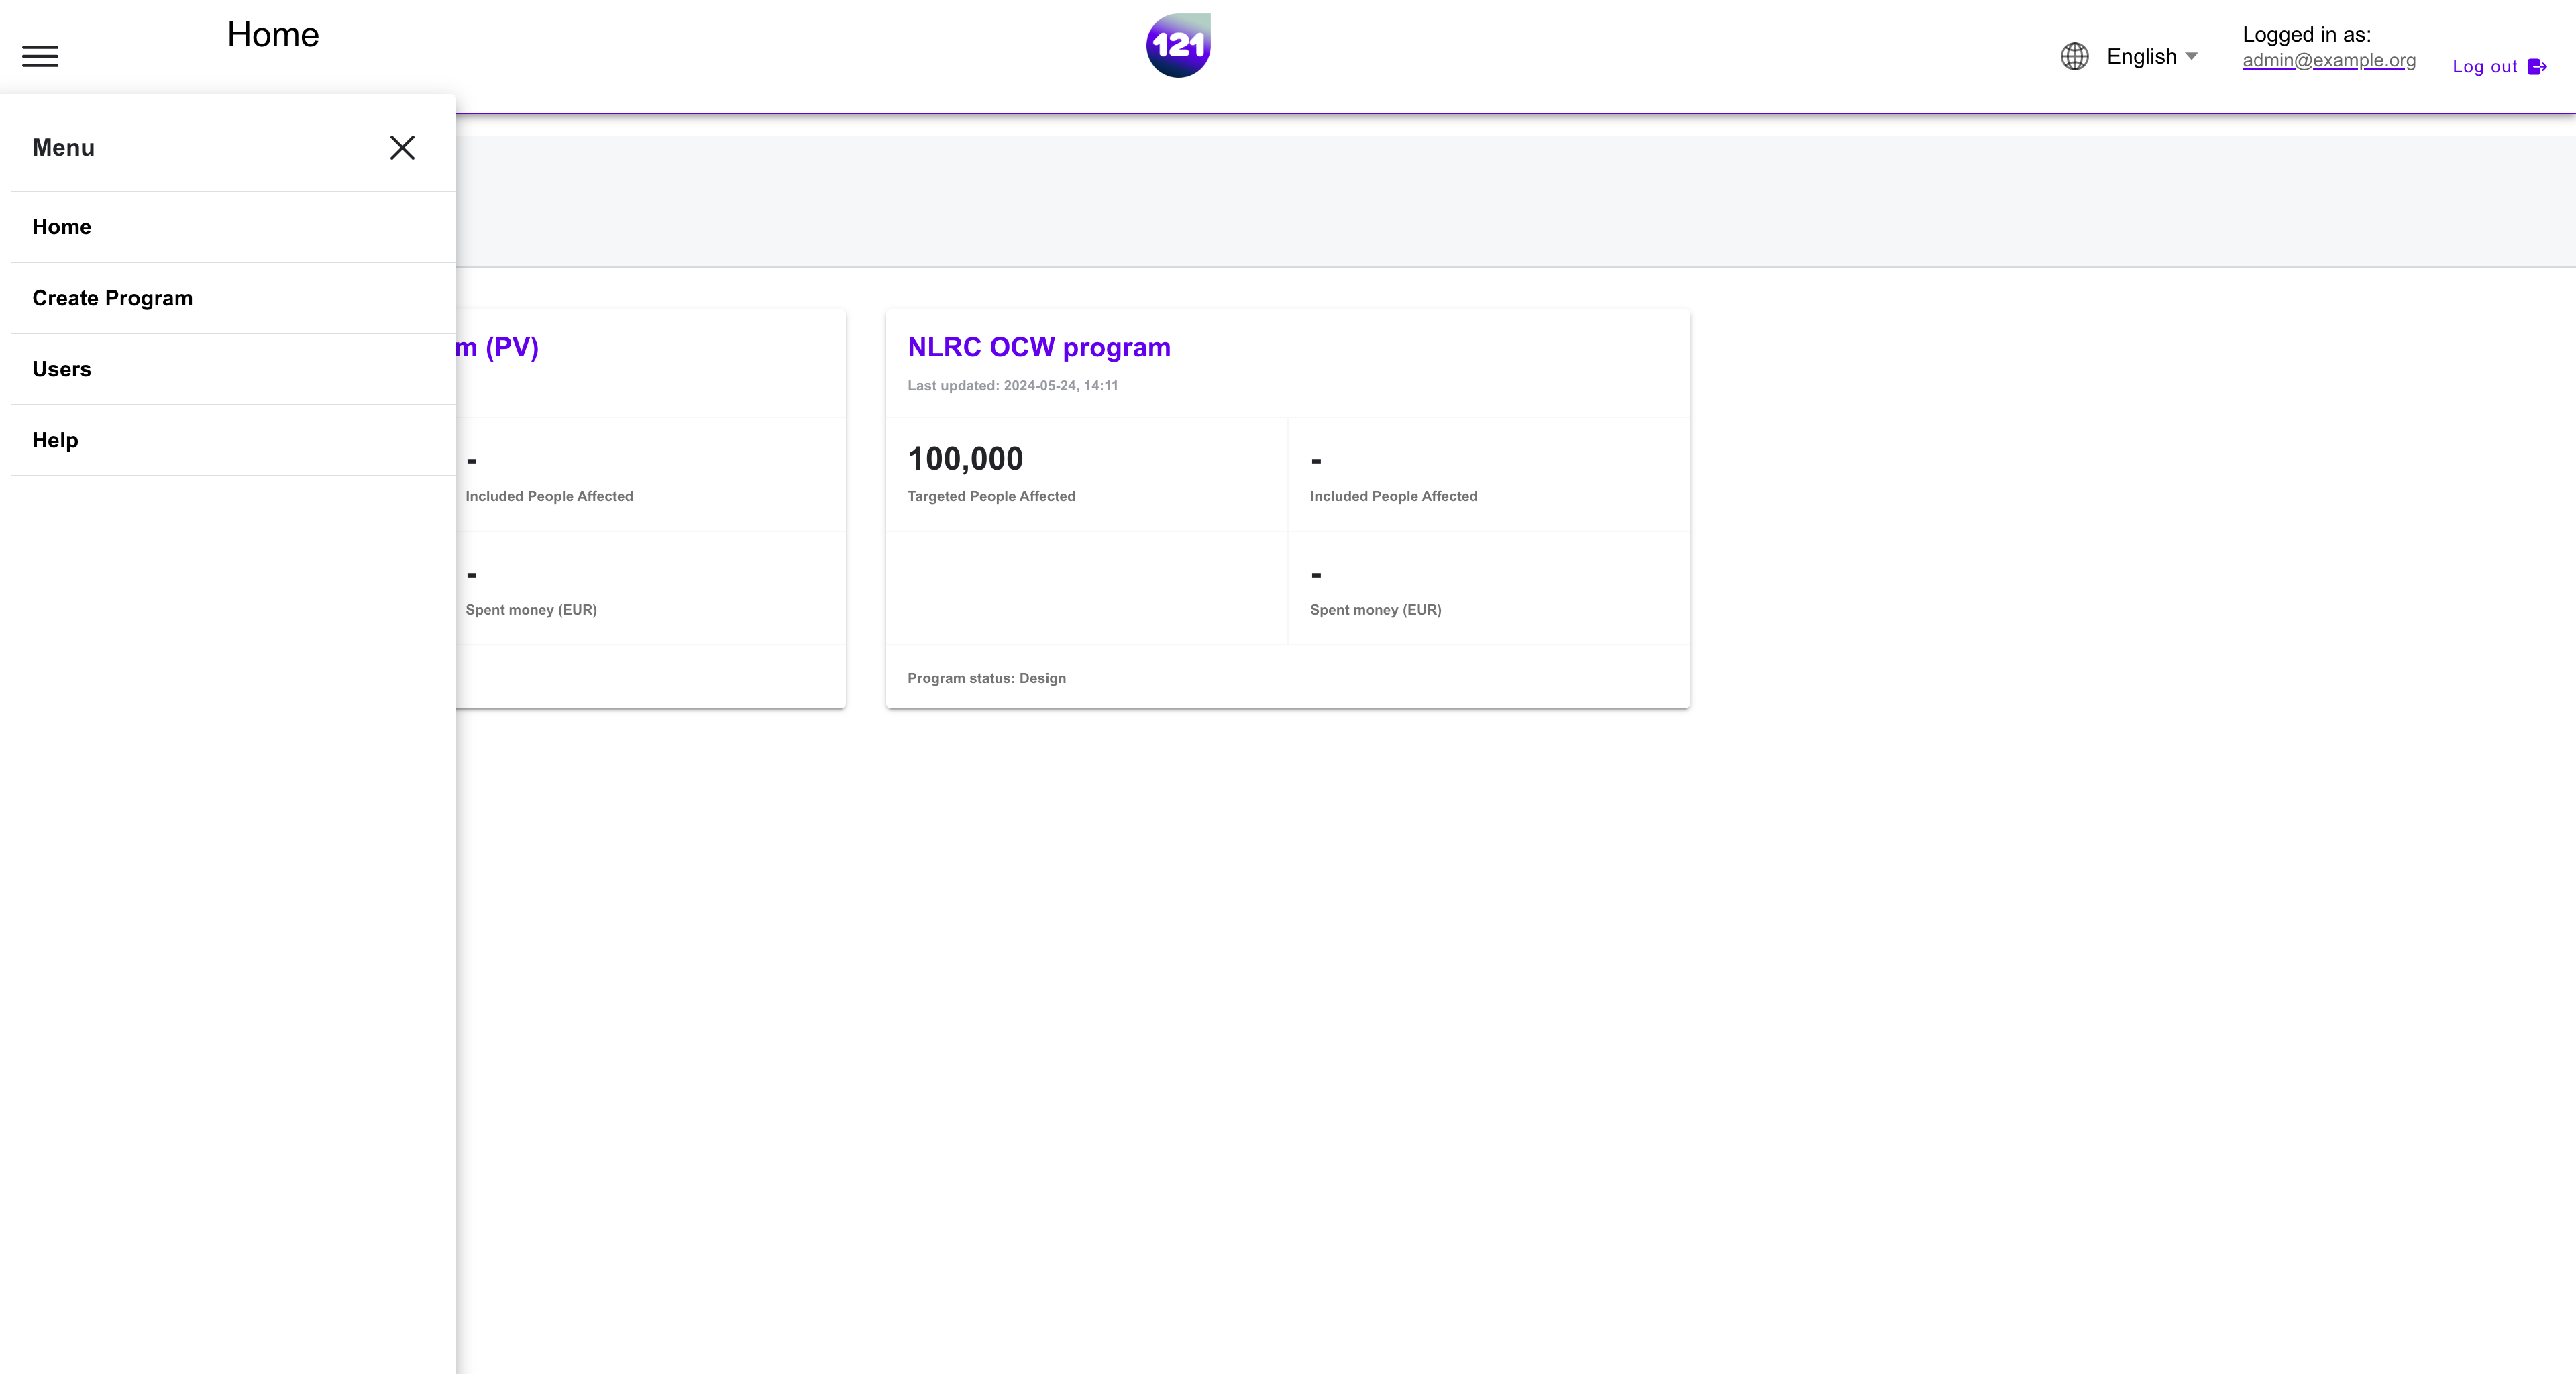 Home
121
English
Logged in as:
admin@example.org
Log out
Menu
Home
Create Program
Users
Help
m (PV)
-
Included People Affected
-
Spent money (EUR)
NLRC OCW program
Last updated: 2024-05-24, 14:11
100,000
Targeted People Affected
-
Included People Affected
-
Spent money (EUR)
Program status: Design